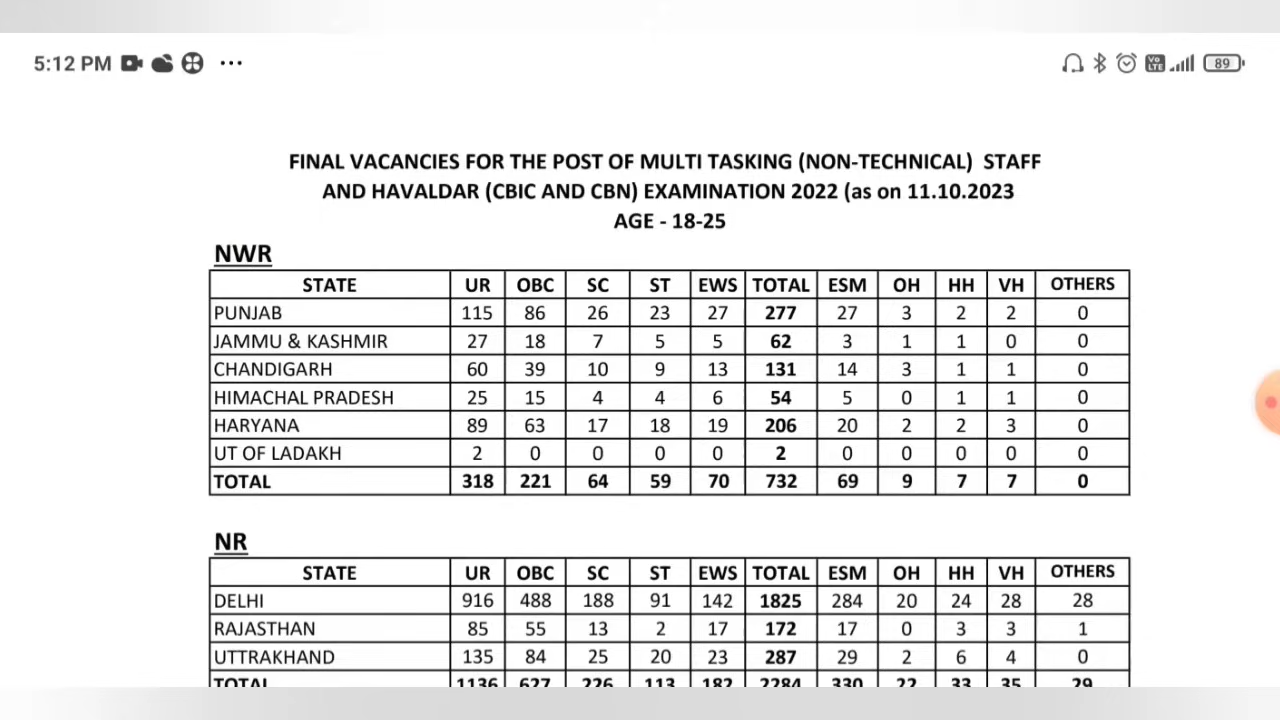 5:12 PM ... Vo LTE 89
FINAL VACANCIES FOR THE POST OF MULTI TASKING (NON-TECHNICAL) STAFF
AND HAVALDAR (CBIC AND CBN) EXAMINATION 2022 (as on 11.10.2023
AGE - 18-25
NWR
STATE UR OBC SC ST EWS TOTAL ESM OH HH VH OTHERS
PUNJAB 115 86 26 23 27 277 27 3 2 2 0
JAMMU & KASHMIR 27 18 7 5 5 62 3 1 1 0 0
CHANDIGARH 60 39 10 9 13 131 14 3 1 1 0
HIMACHAL PRADESH 25 15 4 4 6 54 5 0 1 1 0
HARYANA 89 63 17 18 19 206 20 2 2 3 0
UT OF LADAKH 2 0 0 0 0 2 0 0 0 0 0
TOTAL 318 221 64 59 70 732 69 9 7 7 0
NR
STATE UR OBC SC ST EWS TOTAL ESM OH HH VH OTHERS
DELHI 916 488 188 91 142 1825 284 20 24 28 28
RAJASTHAN 85 55 13 2 17 172 17 0 3 3 1
UTTRAKHAND 135 84 25 20 23 287 29 2 6 4 0
TOTAL 1136 627 226 113 182 2284 330 22 33 35 29